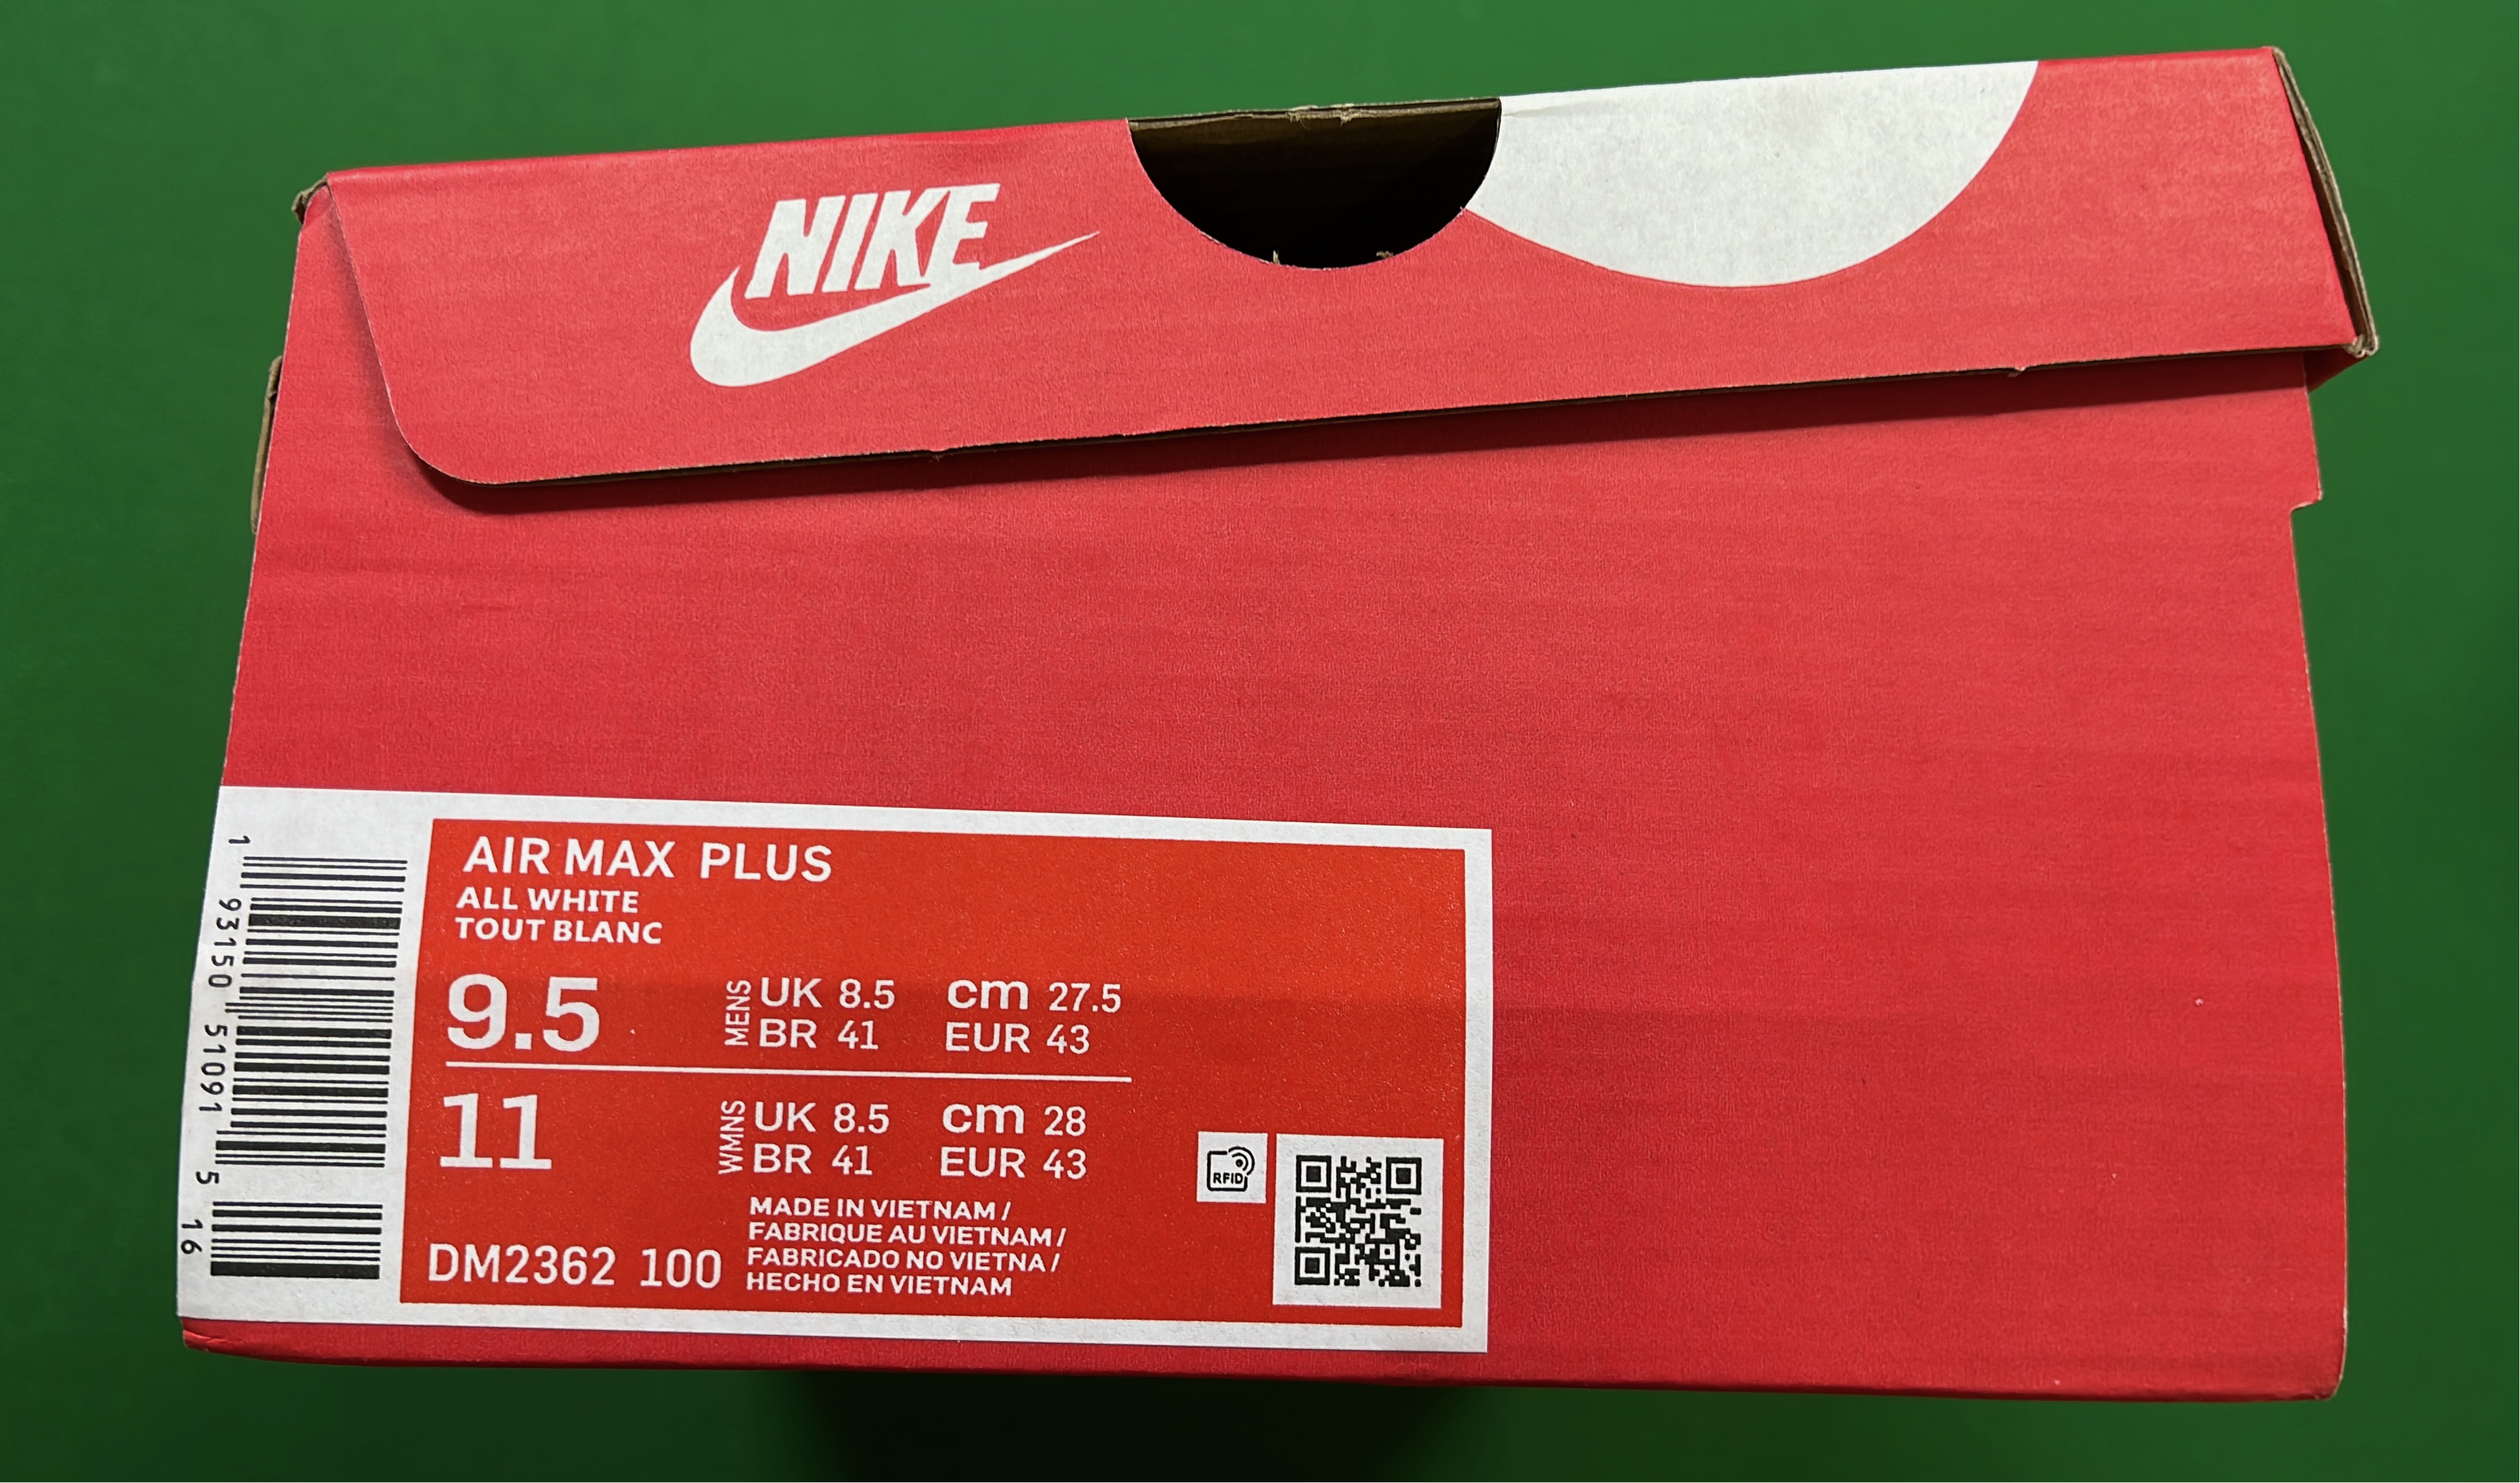 NIKE
AIR MAX PLUS
ALL WHITE
TOUT BLANC
9.5 MENS UK 8.5 cm 27.5
BR 41 EUR 43
11 WMNS UK 8.5 cm 28
BR 41 EUR 43
MADE IN VIETNAM /
FABRIQUE AU VIETNAM /
FABRICADO NO VIETNA /
HECHO EN VIETNAM
DM2362 100
RFID
1 93150 51091 5 16